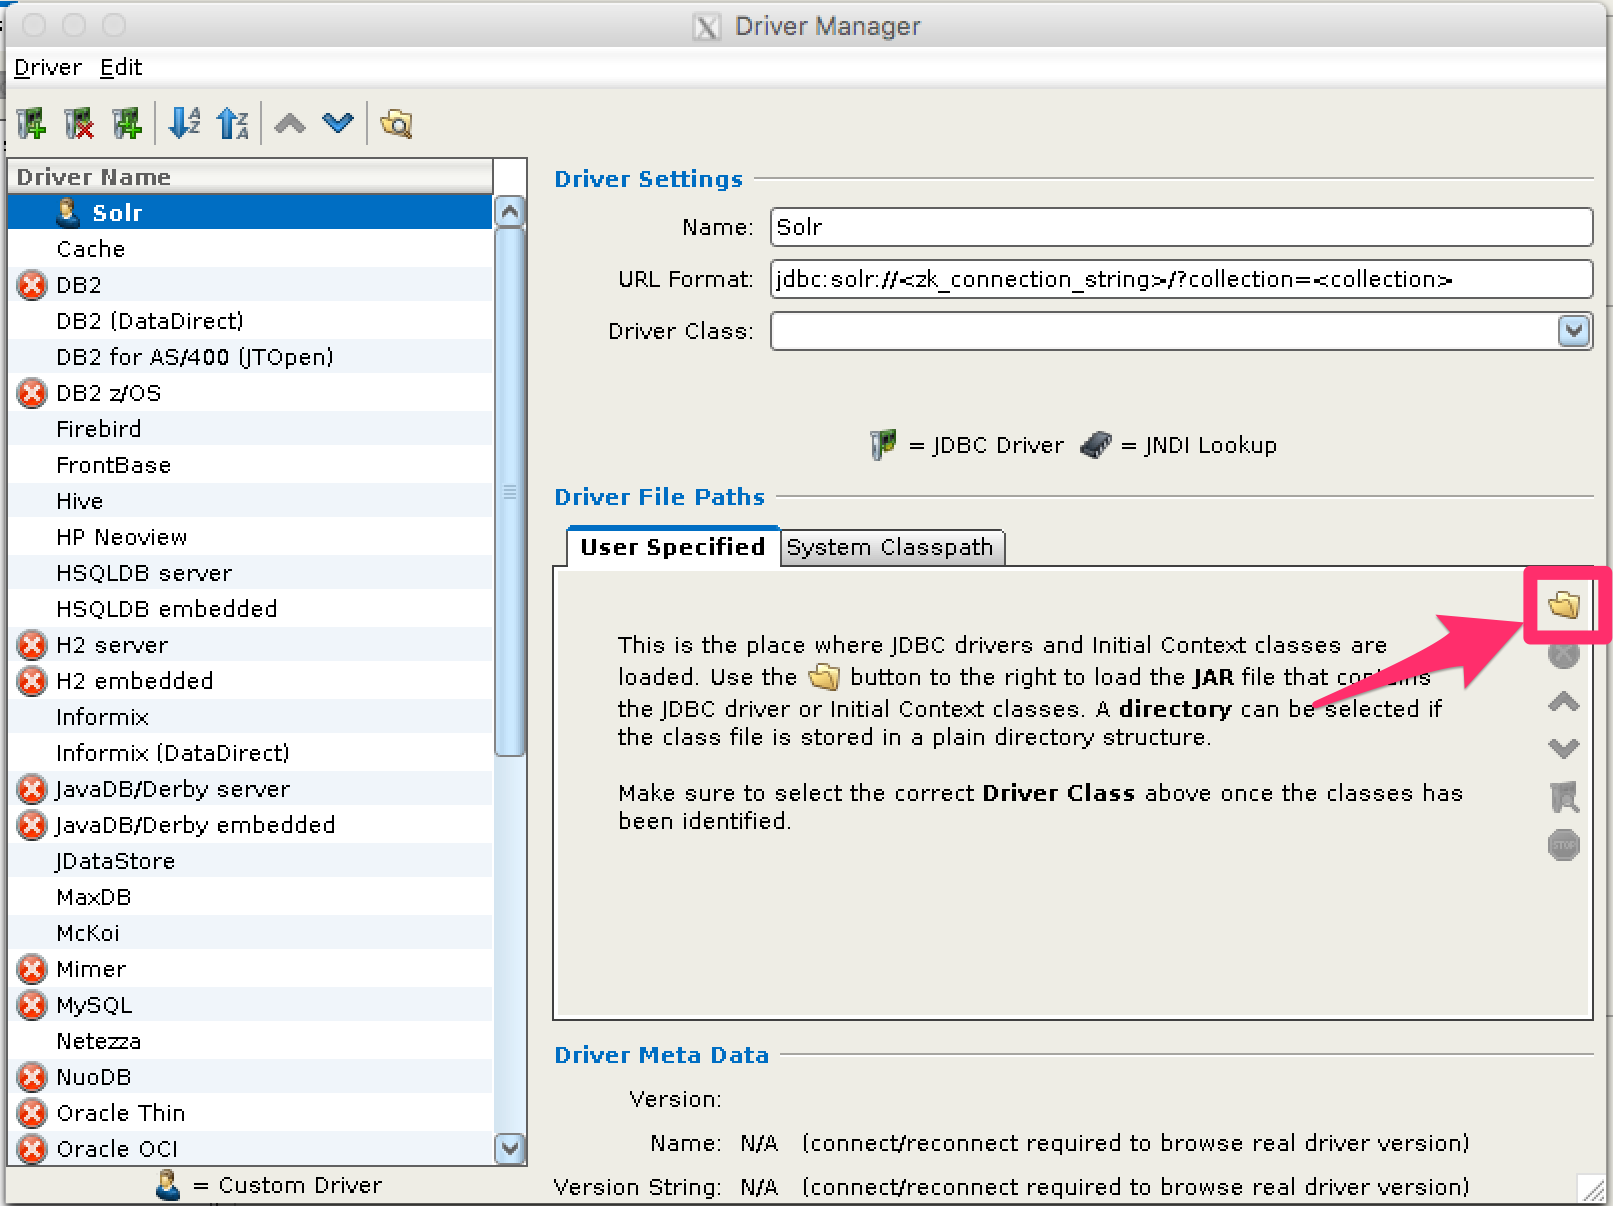 Driver Manager
Driver Edit
Driver Name
Solr
Cache
DB2
DB2 (DataDirect)
DB2 for AS/400 (JTOpen)
DB2 z/OS
Firebird
FrontBase
Hive
HP Neoview
HSQLDB server
HSQLDB embedded
H2 server
H2 embedded
Informix
Informix (DataDirect)
JavaDB/Derby server
JavaDB/Derby embedded
JDataStore
MaxDB
McKoi
Mimer
MySQL
Netezza
NuoDB
Oracle Thin
Oracle OCI
= Custom Driver
Driver Settings
Name: Solr
URL Format: jdbc:solr://<zk_connection_string>/?collection=<collection>
Driver Class:
= JDBC Driver = JNDI Lookup
Driver File Paths
User Specified System Classpath
This is the place where JDBC drivers and Initial Context classes are
loaded. Use the button to the right to load the JAR file that contains
the JDBC driver or Initial Context classes. A directory can be selected if
the class file is stored in a plain directory structure.
Make sure to select the correct Driver Class above once the classes has
been identified.
STOP
Driver Meta Data
Version:
Name: N/A (connect/reconnect required to browse real driver version)
Version String: N/A (connect/reconnect required to browse real driver version)